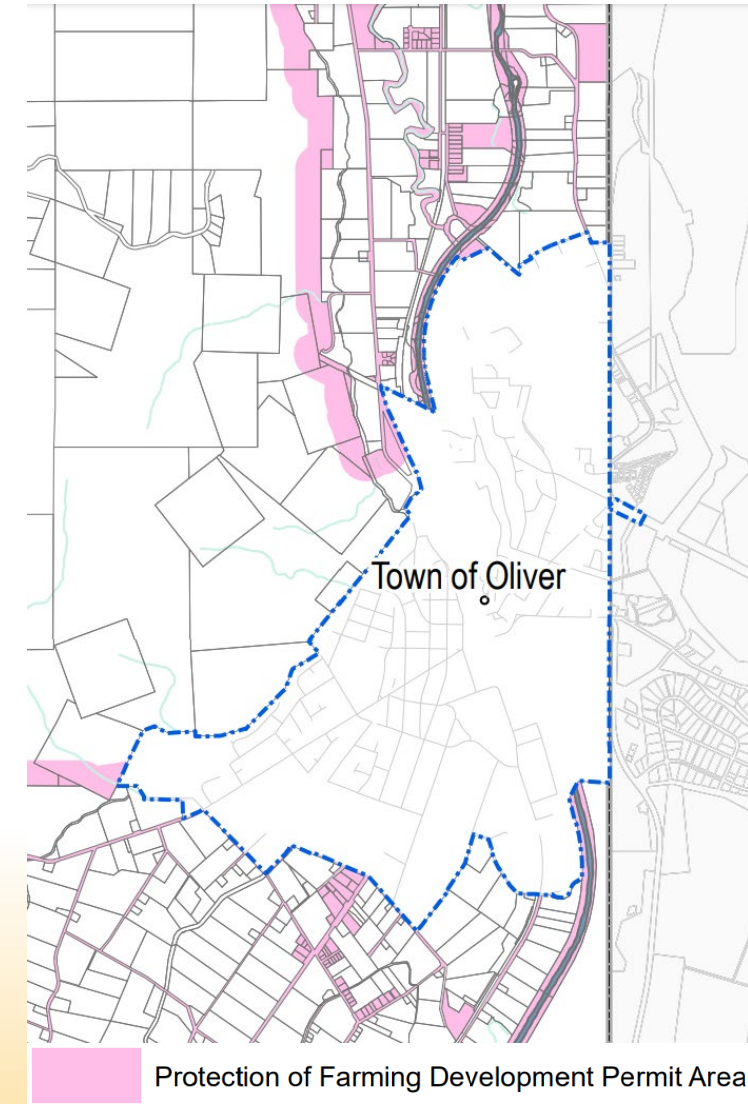 Town of Oliver
Protection of Farming Development Permit Area